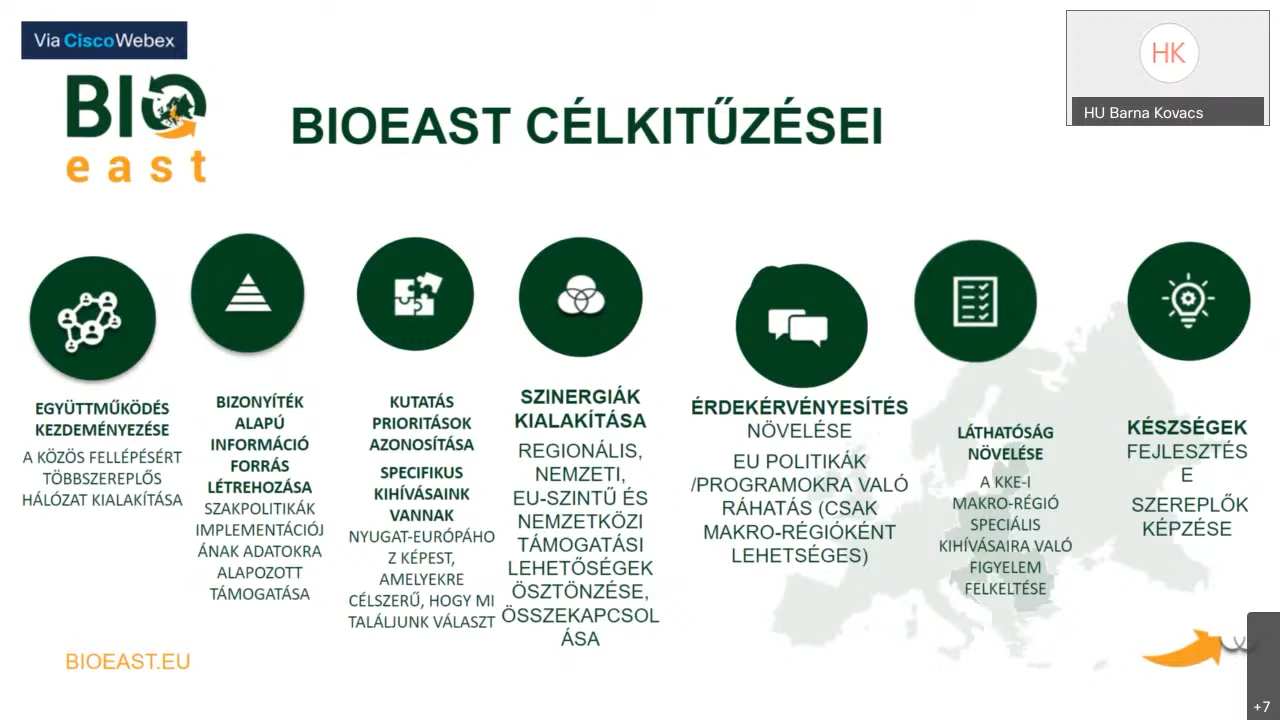 Via Cisco Webex
BIO
east
BIOEAST CÉLKITŰZÉSEI
HK
HU Barna Kovacs
EGYÜTTMŰKÖDÉS
KEZDEMÉNYEZÉSE
A KÖZÖS FELLÉPÉSÉRT
TÖBBSZEREPLŐS
HÁLÓZAT KIALAKÍTÁSA
BIZONYÍTÉK
ALAPÚ
INFORMÁCIÓ
FORRÁS
LÉTREHOZÁSA
SZAKPOLITIKÁK
IMPLEMENTÁCIÓJ
ÁNAK ADATOKRA
ALAPOZOTT
TÁMOGATÁSA
KUTATÁS
PRIORITÁSOK
AZONOSÍTÁSA
SPECIFIKUS
KIHÍVÁSAINK
VANNAK
NYUGAT-EURÓPÁHO
Z KÉPEST,
AMELYEKRE
CÉLSZERŰ, HOGY MI
TALÁLJUNK VÁLASZT
SZINERGIÁK
KIALAKÍTÁSA
REGIONÁLIS,
NEMZETI,
EU-SZINTŰ ÉS
NEMZETKÖZI
TÁMOGATÁSI
LEHETŐSÉGEK
ÖSZTÖNZÉSE,
ÖSSZEKAPCSOL
ÁSA
ÉRDEKÉRVÉNYESÍTÉS
NÖVELÉSE
EU POLITIKÁK
/PROGRAMOKRA VALÓ
RÁHATÁS (CSAK
MAKRO-RÉGIÓKÉNT
LEHETSÉGES)
LÁTHATÓSÁG
NÖVELÉSE
A KKE-I
MAKRO-RÉGIÓ
SPECIÁLIS
KIHÍVÁSAIRA VALÓ
FIGYELEM
FELKELTÉSE
KÉSZSÉGEK
FEJLESZTÉS
E
SZEREPLŐK
KÉPZÉSE
BIOEAST.EU
+7